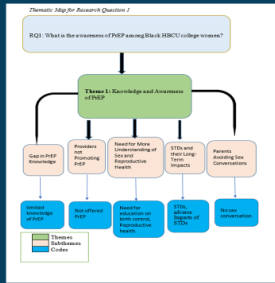 Thematic Map for Research Question 1
RQ1: What is the awareness of PrEP among Black HBCU college women?
Theme 1: Knowledge and Awareness
of PrEP
Gap in PrEP
Knowledge
Providers
not
Promoting
PrEP
Need for More
Understanding of
Sex and
Reproductive
Health
STDs and
their Long-
Term
Impacts
Parents
Avoiding Sex
Conversations
limited
knowledge
of PrEP
Not offered
PrEP
Need for
education on
birth control,
Reproductive
health.
STDs,
adverse
impacts of
STDs
No sex
conversation
Themes
Subthemes
Codes